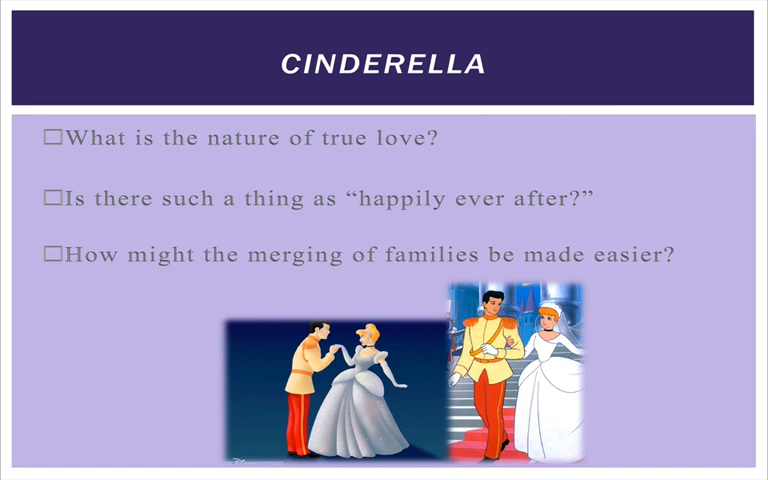 CINDERELLA
☐What is the nature of true love?
☐Is there such a thing as “happily ever after?”
☐How might the merging of families be made easier?